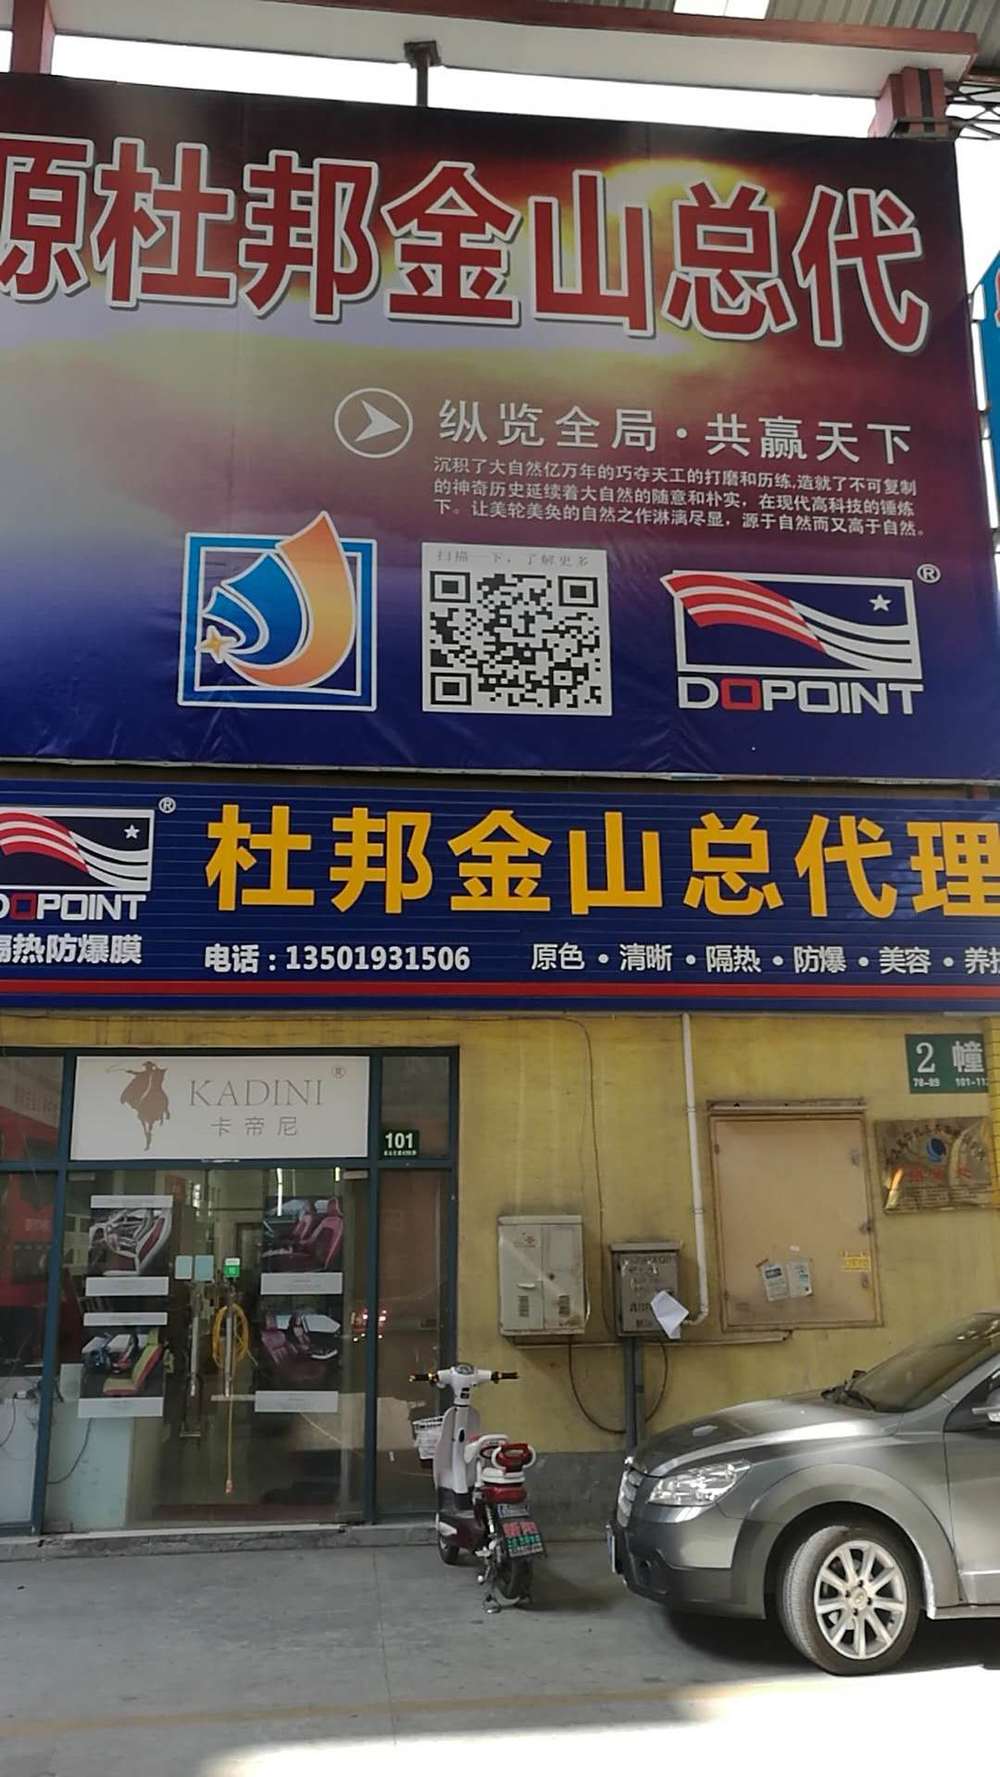 源杜邦金山总代
纵览全局·共赢天下
沉积了大自然亿万年的巧夺天工的打磨和历练,造就了不可复制
的神奇历史延续着大自然的随意和朴实，在现代高科技的锤炼
下。让美轮美奂的自然之作淋漓尽显，源于自然而又高于自然。
扫描一下，了解更多
®
DOPOINT
®
DOPOINT
隔热防爆膜
杜邦金山总代理
电话：13501931506
原色·清晰·隔热·防爆·美容·养
KADINI®
卡帝尼
101
2幢
78-89 101-11